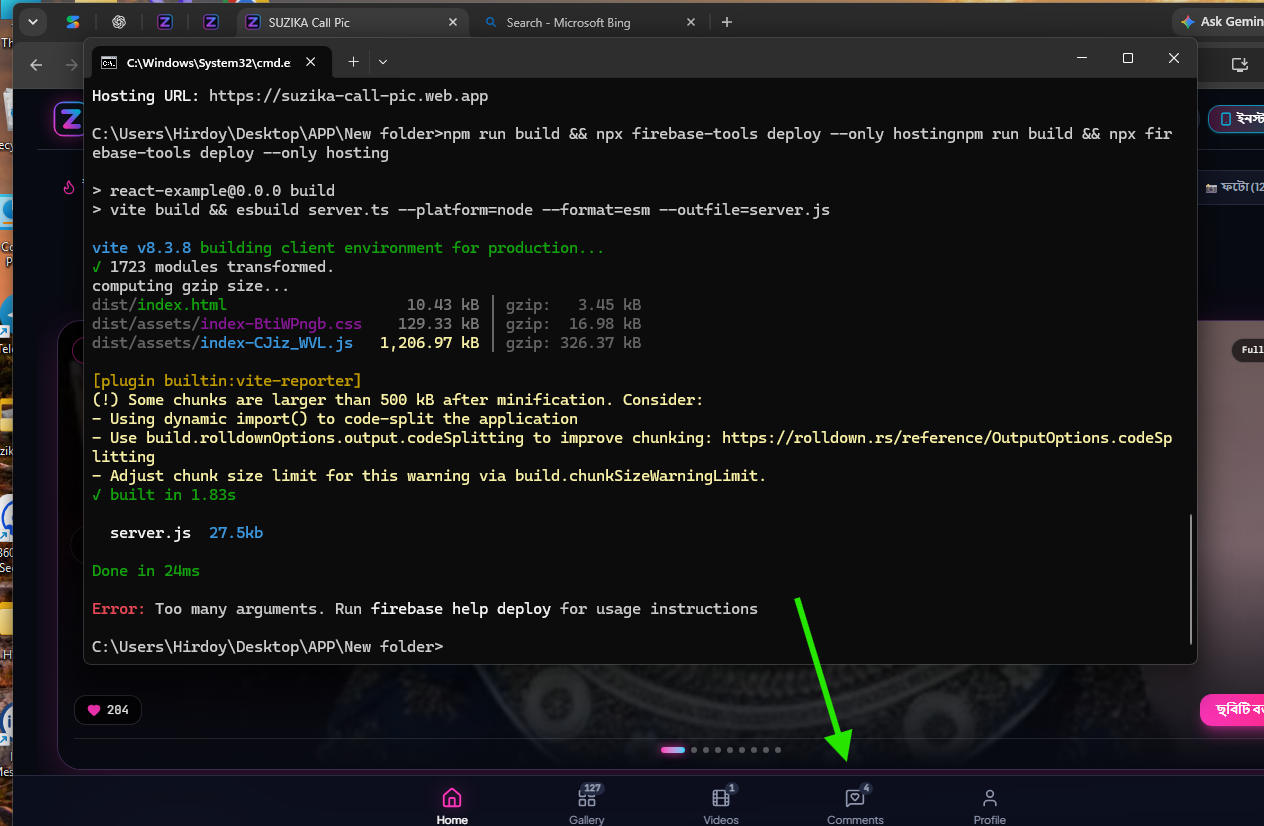 SUZIKA Call Pic
Search - Microsoft Bing
Ask Gemin
C:\Windows\System32\cmd.e
Hosting URL: https://suzika-call-pic.web.app
C:\Users\Hirdoy\Desktop\APP\New folder>npm run build && npx firebase-tools deploy --only hostingnpm run build && npx fir
ebase-tools deploy --only hosting
> react-example@0.0.0 build
> vite build && esbuild server.ts --platform=node --format=esm --outfile=server.js
vite v8.3.8 building client environment for production...
✓ 1723 modules transformed.
computing gzip size...
dist/index.html 10.43 kB │ gzip: 3.45 kB
dist/assets/index-BtiWPngb.css 129.33 kB │ gzip: 16.98 kB
dist/assets/index-CJiz_WVL.js 1,206.97 kB │ gzip: 326.37 kB
[plugin builtin:vite-reporter]
(!) Some chunks are larger than 500 kB after minification. Consider:
- Using dynamic import() to code-split the application
- Use build.rolldownOptions.output.codeSplitting to improve chunking: https://rolldown.rs/reference/OutputOptions.codeSp
litting
- Adjust chunk size limit for this warning via build.chunkSizeWarningLimit.
✓ built in 1.83s
server.js 27.5kb
Done in 24ms
Error: Too many arguments. Run firebase help deploy for usage instructions
C:\Users\Hirdoy\Desktop\APP\New folder>
ইনস্ট
ফটো (12
Full
204
ছবিটি
127
1
4
Home
Gallery
Videos
Comments
Profile